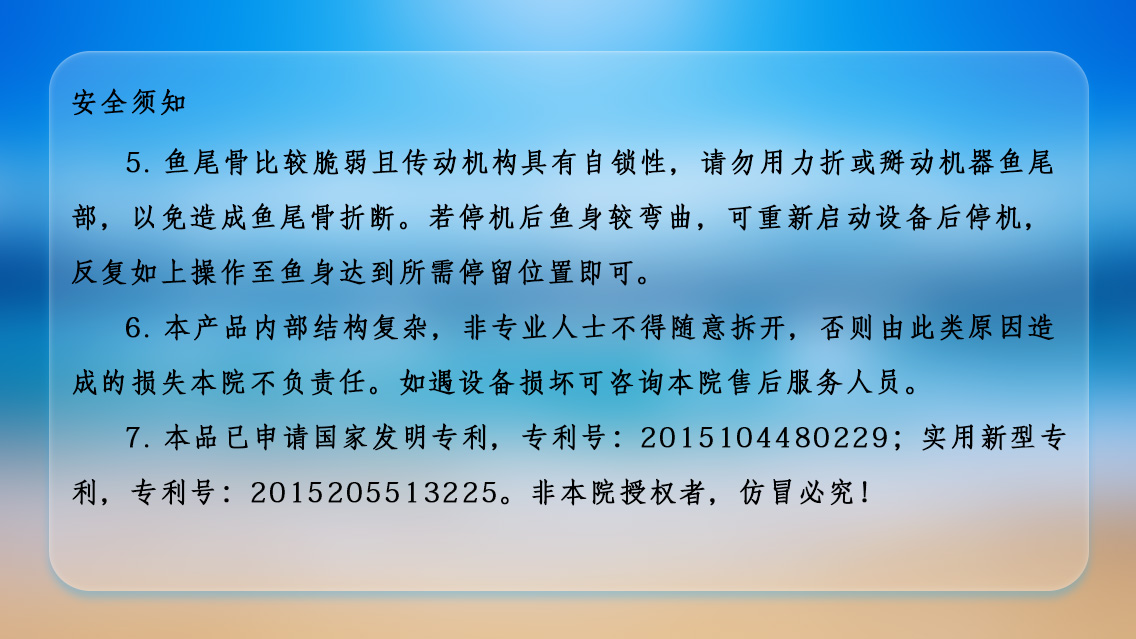 安全须知
5. 鱼尾骨比较脆弱且传动机构具有自锁性，请勿用力折或掰动机器鱼尾
部，以免造成鱼尾骨折断。若停机后鱼身较弯曲，可重新启动设备后停机，
反复如上操作至鱼身达到所需停留位置即可。
6. 本产品内部结构复杂，非专业人士不得随意拆开，否则由此类原因造
成的损失本院不负责任。如遇设备损坏可咨询本院售后服务人员。
7. 本品已申请国家发明专利，专利号：2015104480229；实用新型专
利，专利号：2015205513225。非本院授权者，仿冒必究！